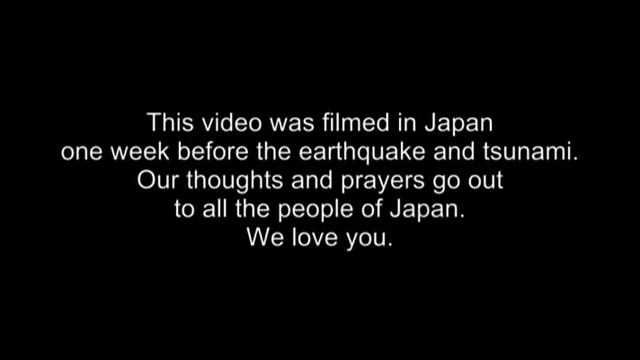 This video was filmed in Japan
one week before the earthquake and tsunami.
Our thoughts and prayers go out
to all the people of Japan.
We love you.